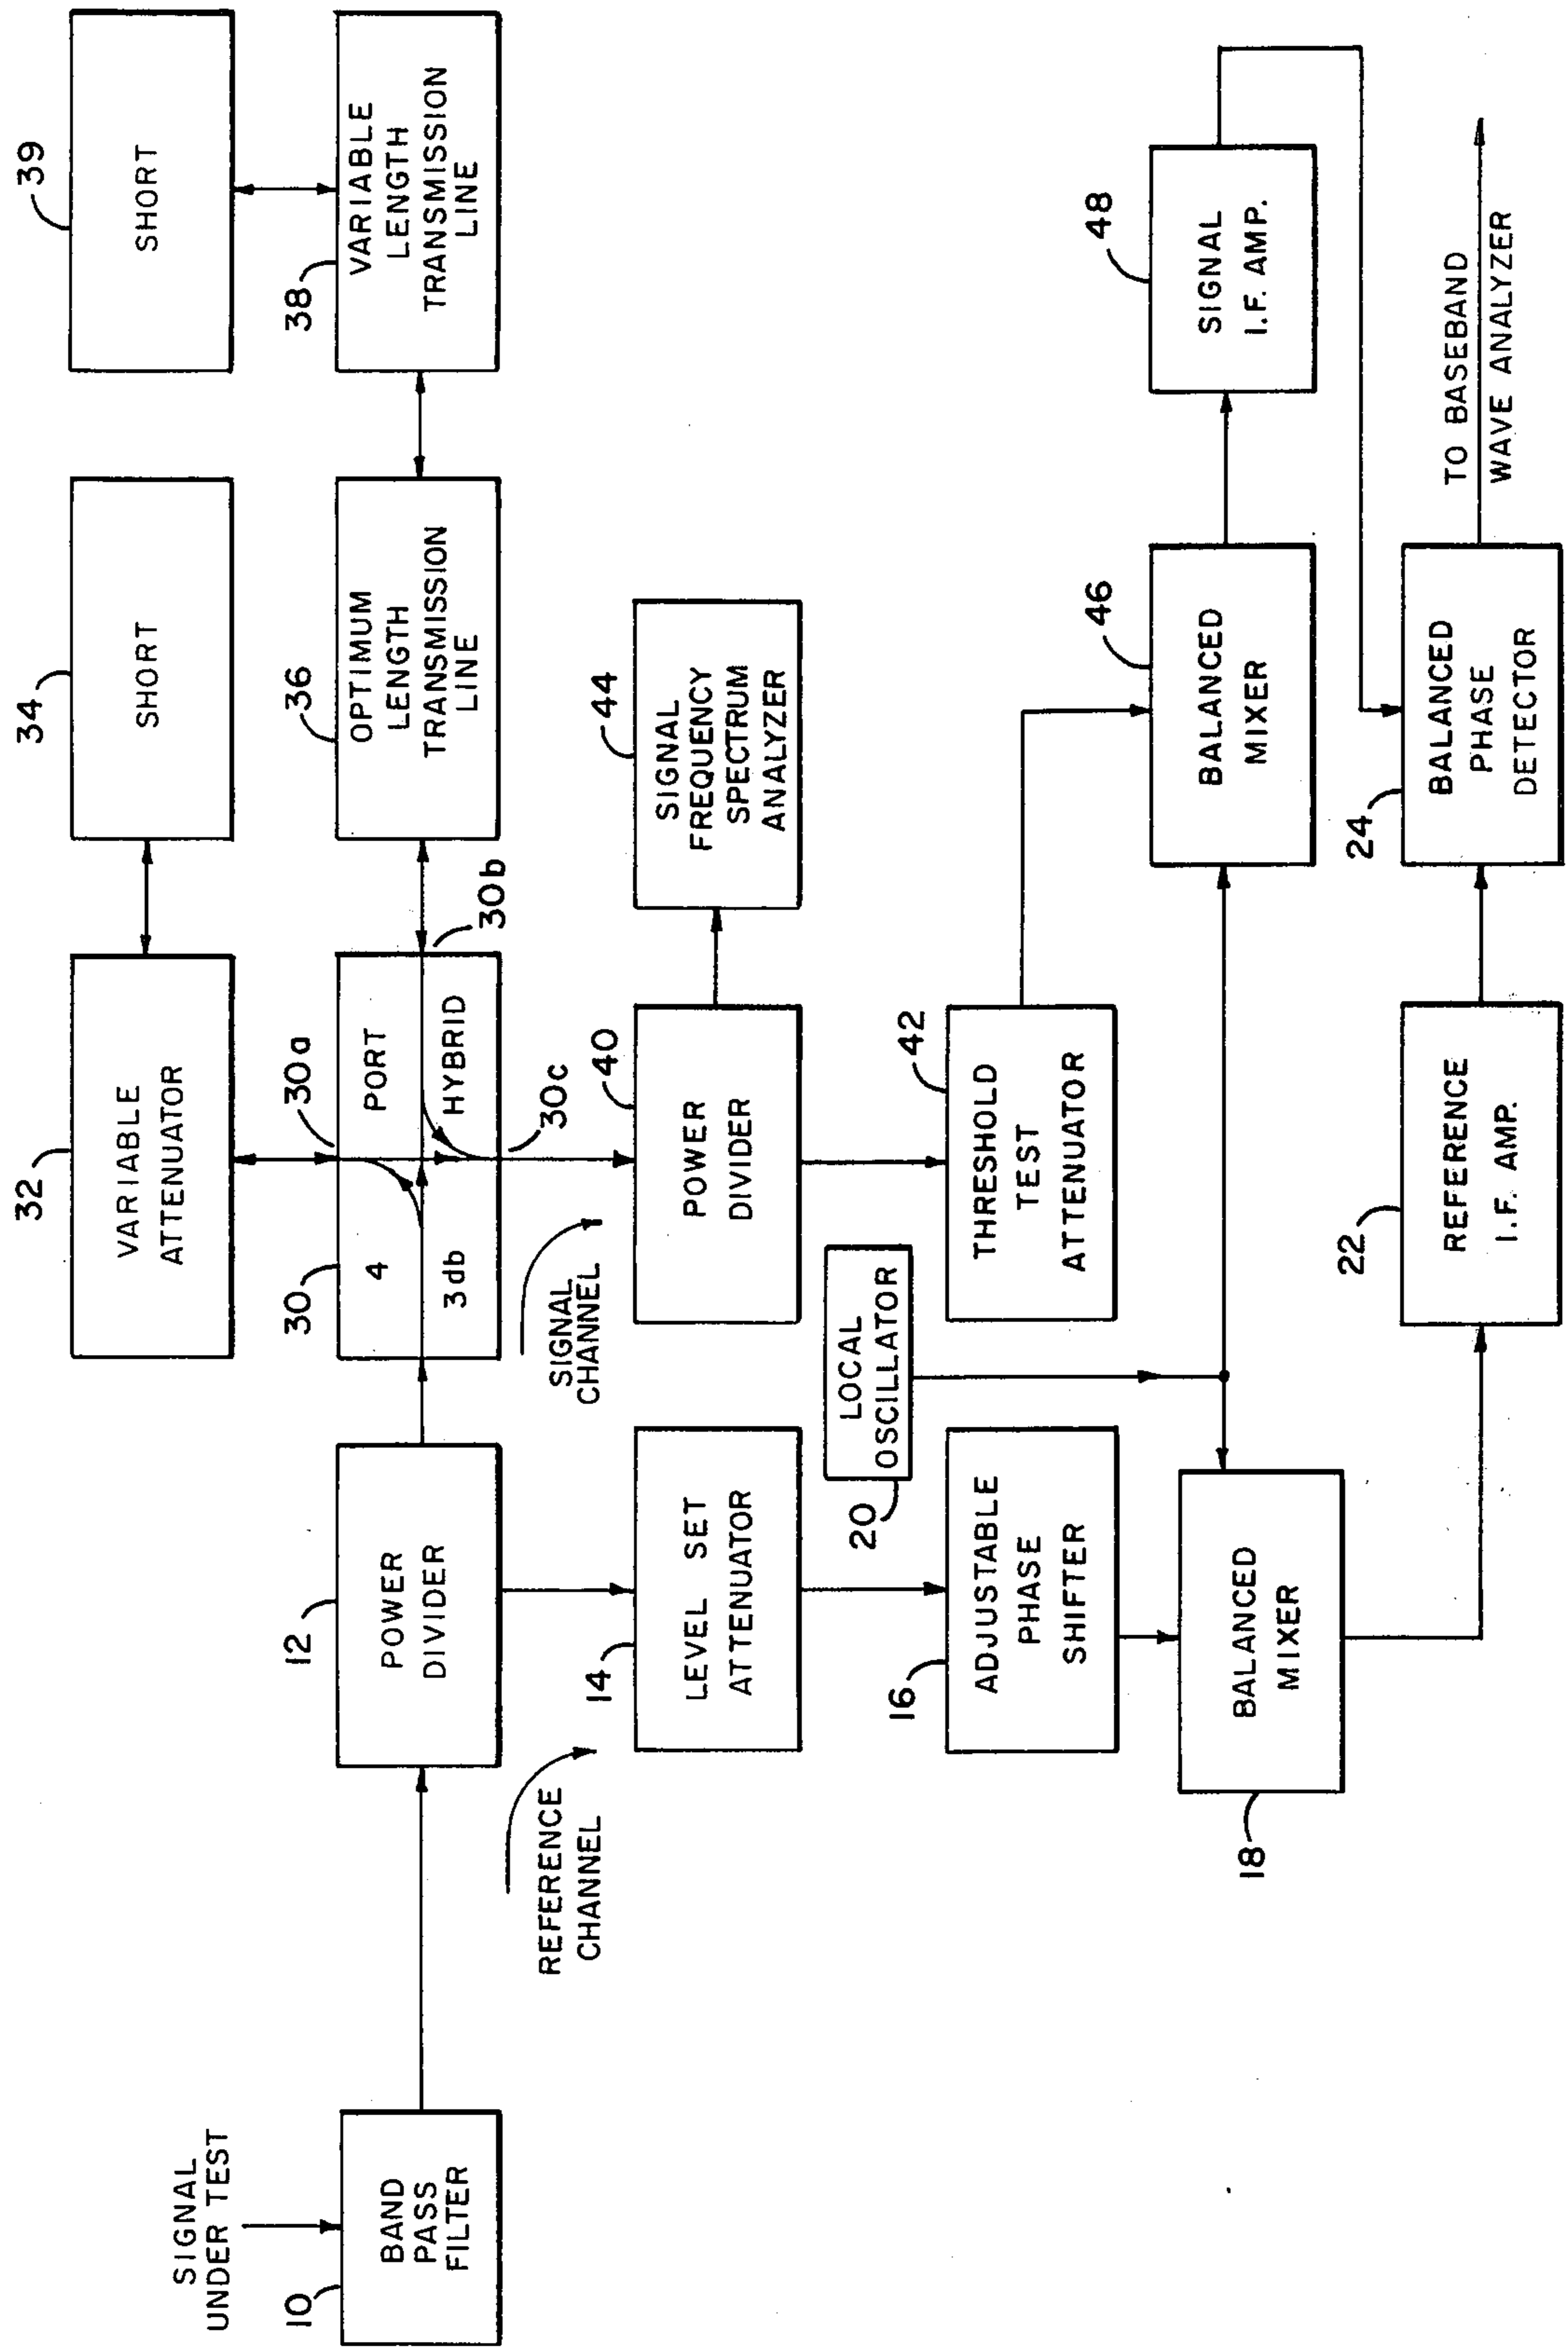 SIGNAL
UNDER TEST
10
BAND
PASS
FILTER
12
POWER
DIVIDER
REFERENCE
CHANNEL
14
LEVEL SET
ATTENUATOR
16
ADJUSTABLE
PHASE
SHIFTER
18
BALANCED
MIXER
20
LOCAL
OSCILLATOR
22
REFERENCE
I.F. AMP.
24
BALANCED
PHASE
DETECTOR
TO BASEBAND
WAVE ANALYZER
30
4 PORT
3db HYBRID
30a
30b
30c
SIGNAL
CHANNEL
32
VARIABLE
ATTENUATOR
34
SHORT
36
OPTIMUM
LENGTH
TRANSMISSION
LINE
38
VARIABLE
LENGTH
TRANSMISSION
LINE
39
SHORT
40
POWER
DIVIDER
42
THRESHOLD
TEST
ATTENUATOR
44
SIGNAL
FREQUENCY
SPECTRUM
ANALYZER
46
BALANCED
MIXER
48
SIGNAL
I.F. AMP.